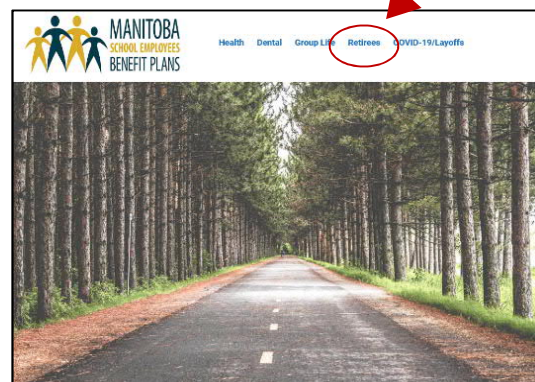 MANITOBA
SCHOOL EMPLOYEES
BENEFIT PLANS
Health Dental Group Life Retirees COVID-19/Layoffs